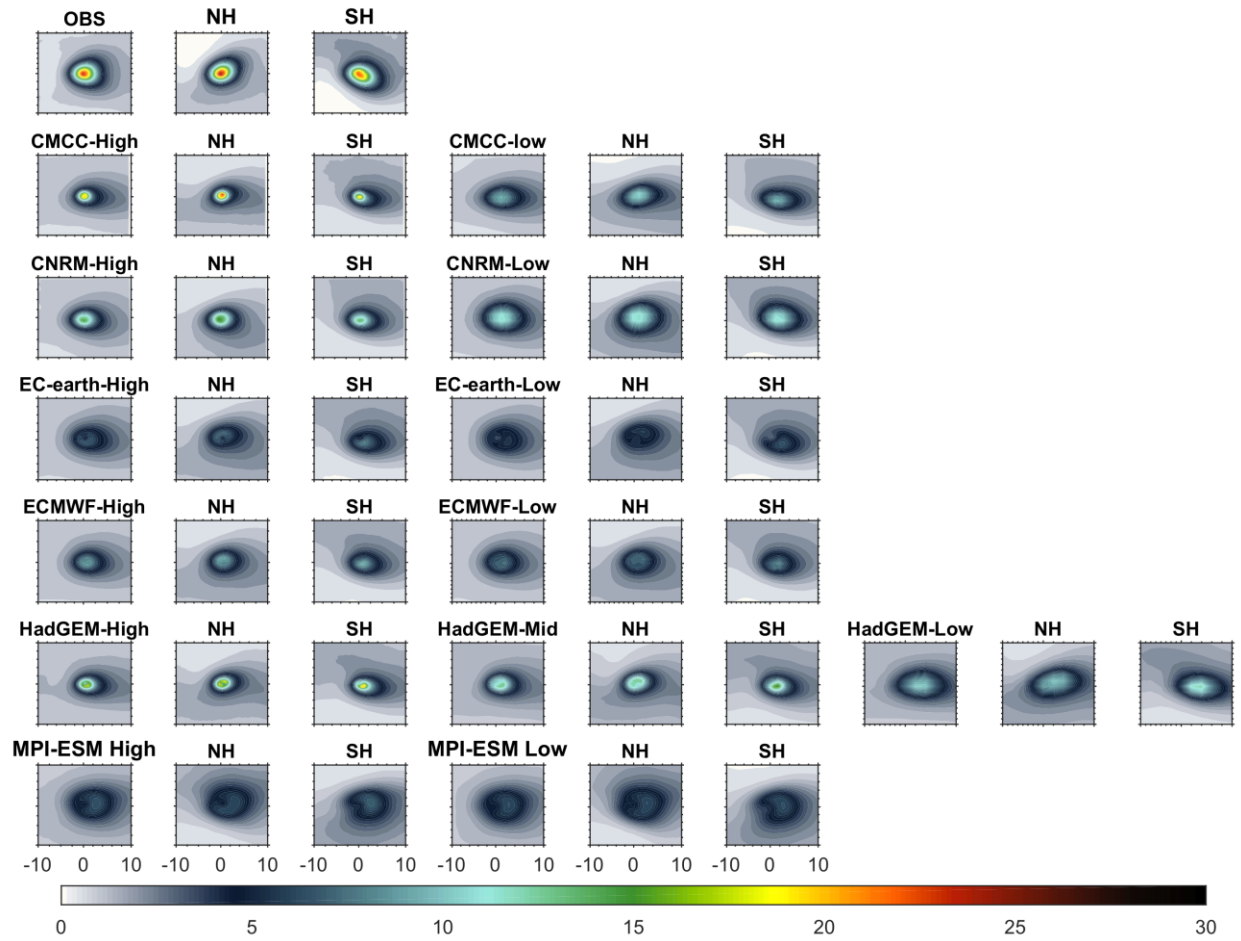 OBS NH SH
CMCC-High NH SH CMCC-low NH SH
CNRM-High NH SH CNRM-Low NH SH
EC-earth-High NH SH EC-earth-Low NH SH
ECMWF-High NH SH ECMWF-Low NH SH
HadGEM-High NH SH HadGEM-Mid NH SH HadGEM-Low NH SH
MPI-ESM High NH SH MPI-ESM Low NH SH
-10 0 10 -10 0 10 -10 0 10 -10 0 10 -10 0 10 -10 0 10
0 5 10 15 20 25 30